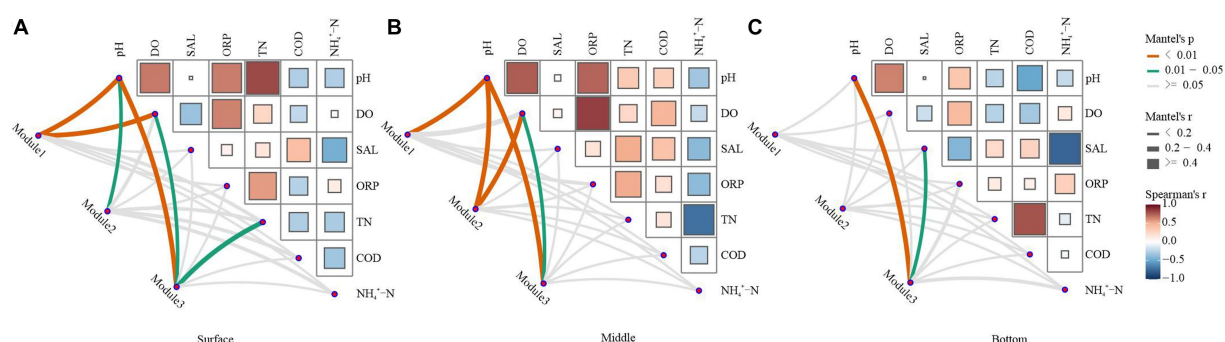 A
pH
DO
SAL
ORP
TN
COD
NH₄⁺−N
pH
DO
SAL
ORP
TN
COD
NH₄⁺−N
Module1
Module2
Module3
Surface
B
pH
DO
SAL
ORP
TN
COD
NH₄⁺−N
pH
DO
SAL
ORP
TN
COD
NH₄⁺−N
Module1
Module2
Module3
Middle
C
pH
DO
SAL
ORP
TN
COD
NH₄⁺−N
pH
DO
SAL
ORP
TN
COD
NH₄⁺−N
Module1
Module2
Module3
Bottom
Mantel's p
< 0.01
0.01 − 0.05
>= 0.05
Mantel's r
< 0.2
0.2 − 0.4
>= 0.4
Spearman's r
1.0
0.5
0.0
−0.5
−1.0